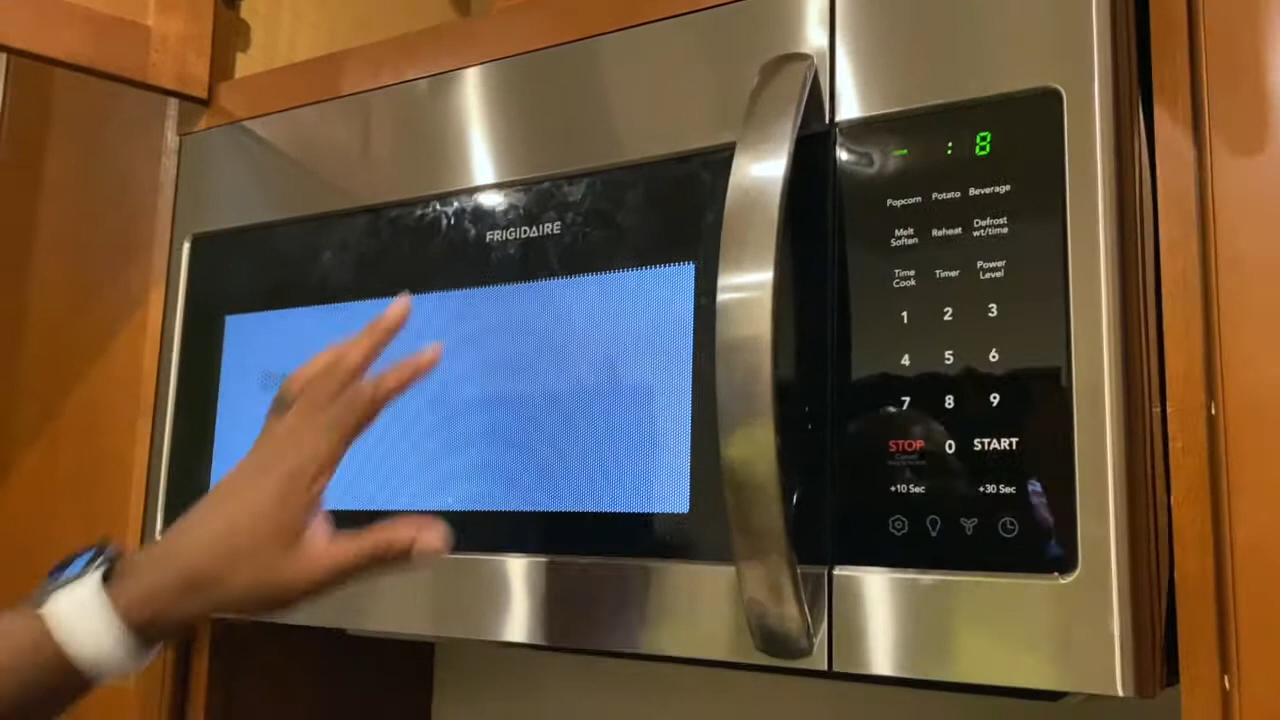 FRIGIDAIRE
:8
Popcorn Potato Beverage
Melt Soften
Reheat
Defrost wt/time
Time Cook
Timer
Power Level
1 2 3
4 5 6
7 8 9
STOP 0 START
Cancel
+10 Sec +30 Sec